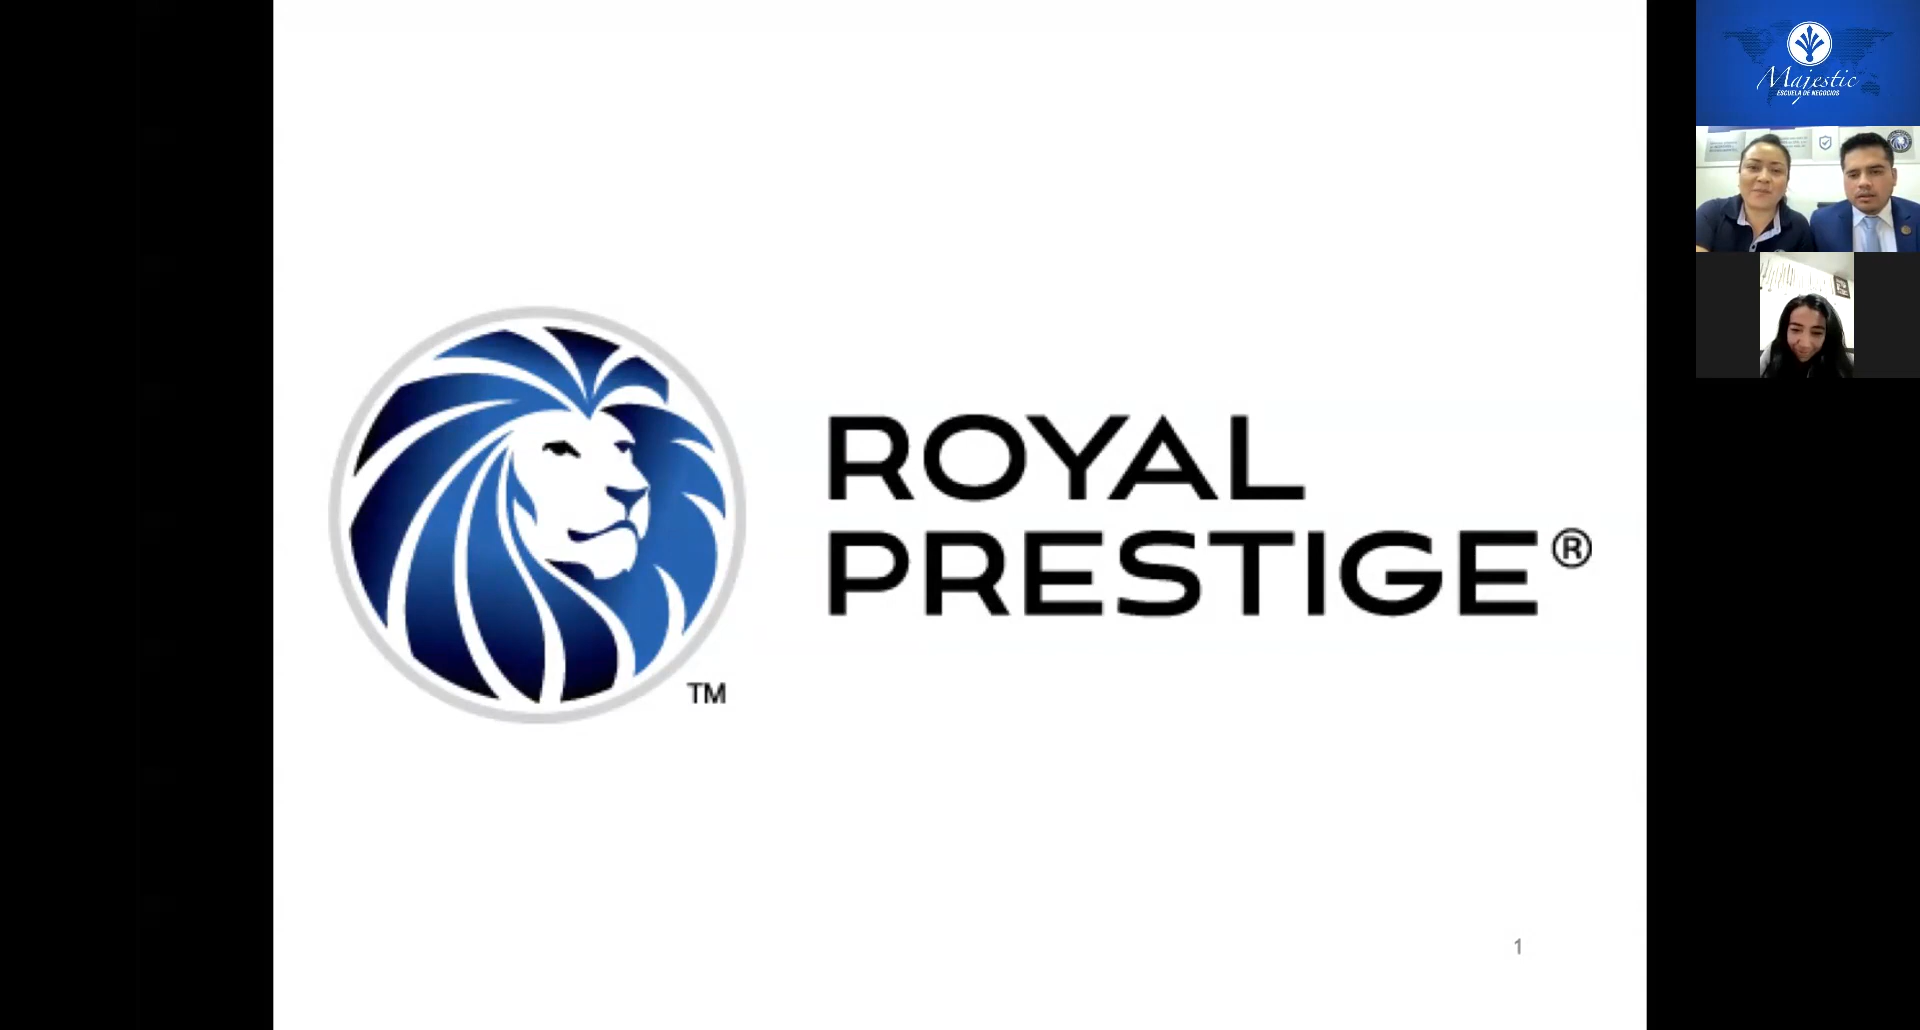 ROYAL
PRESTIGE®
TM
1
Majestic
ESCUELA DE NEGOCIOS